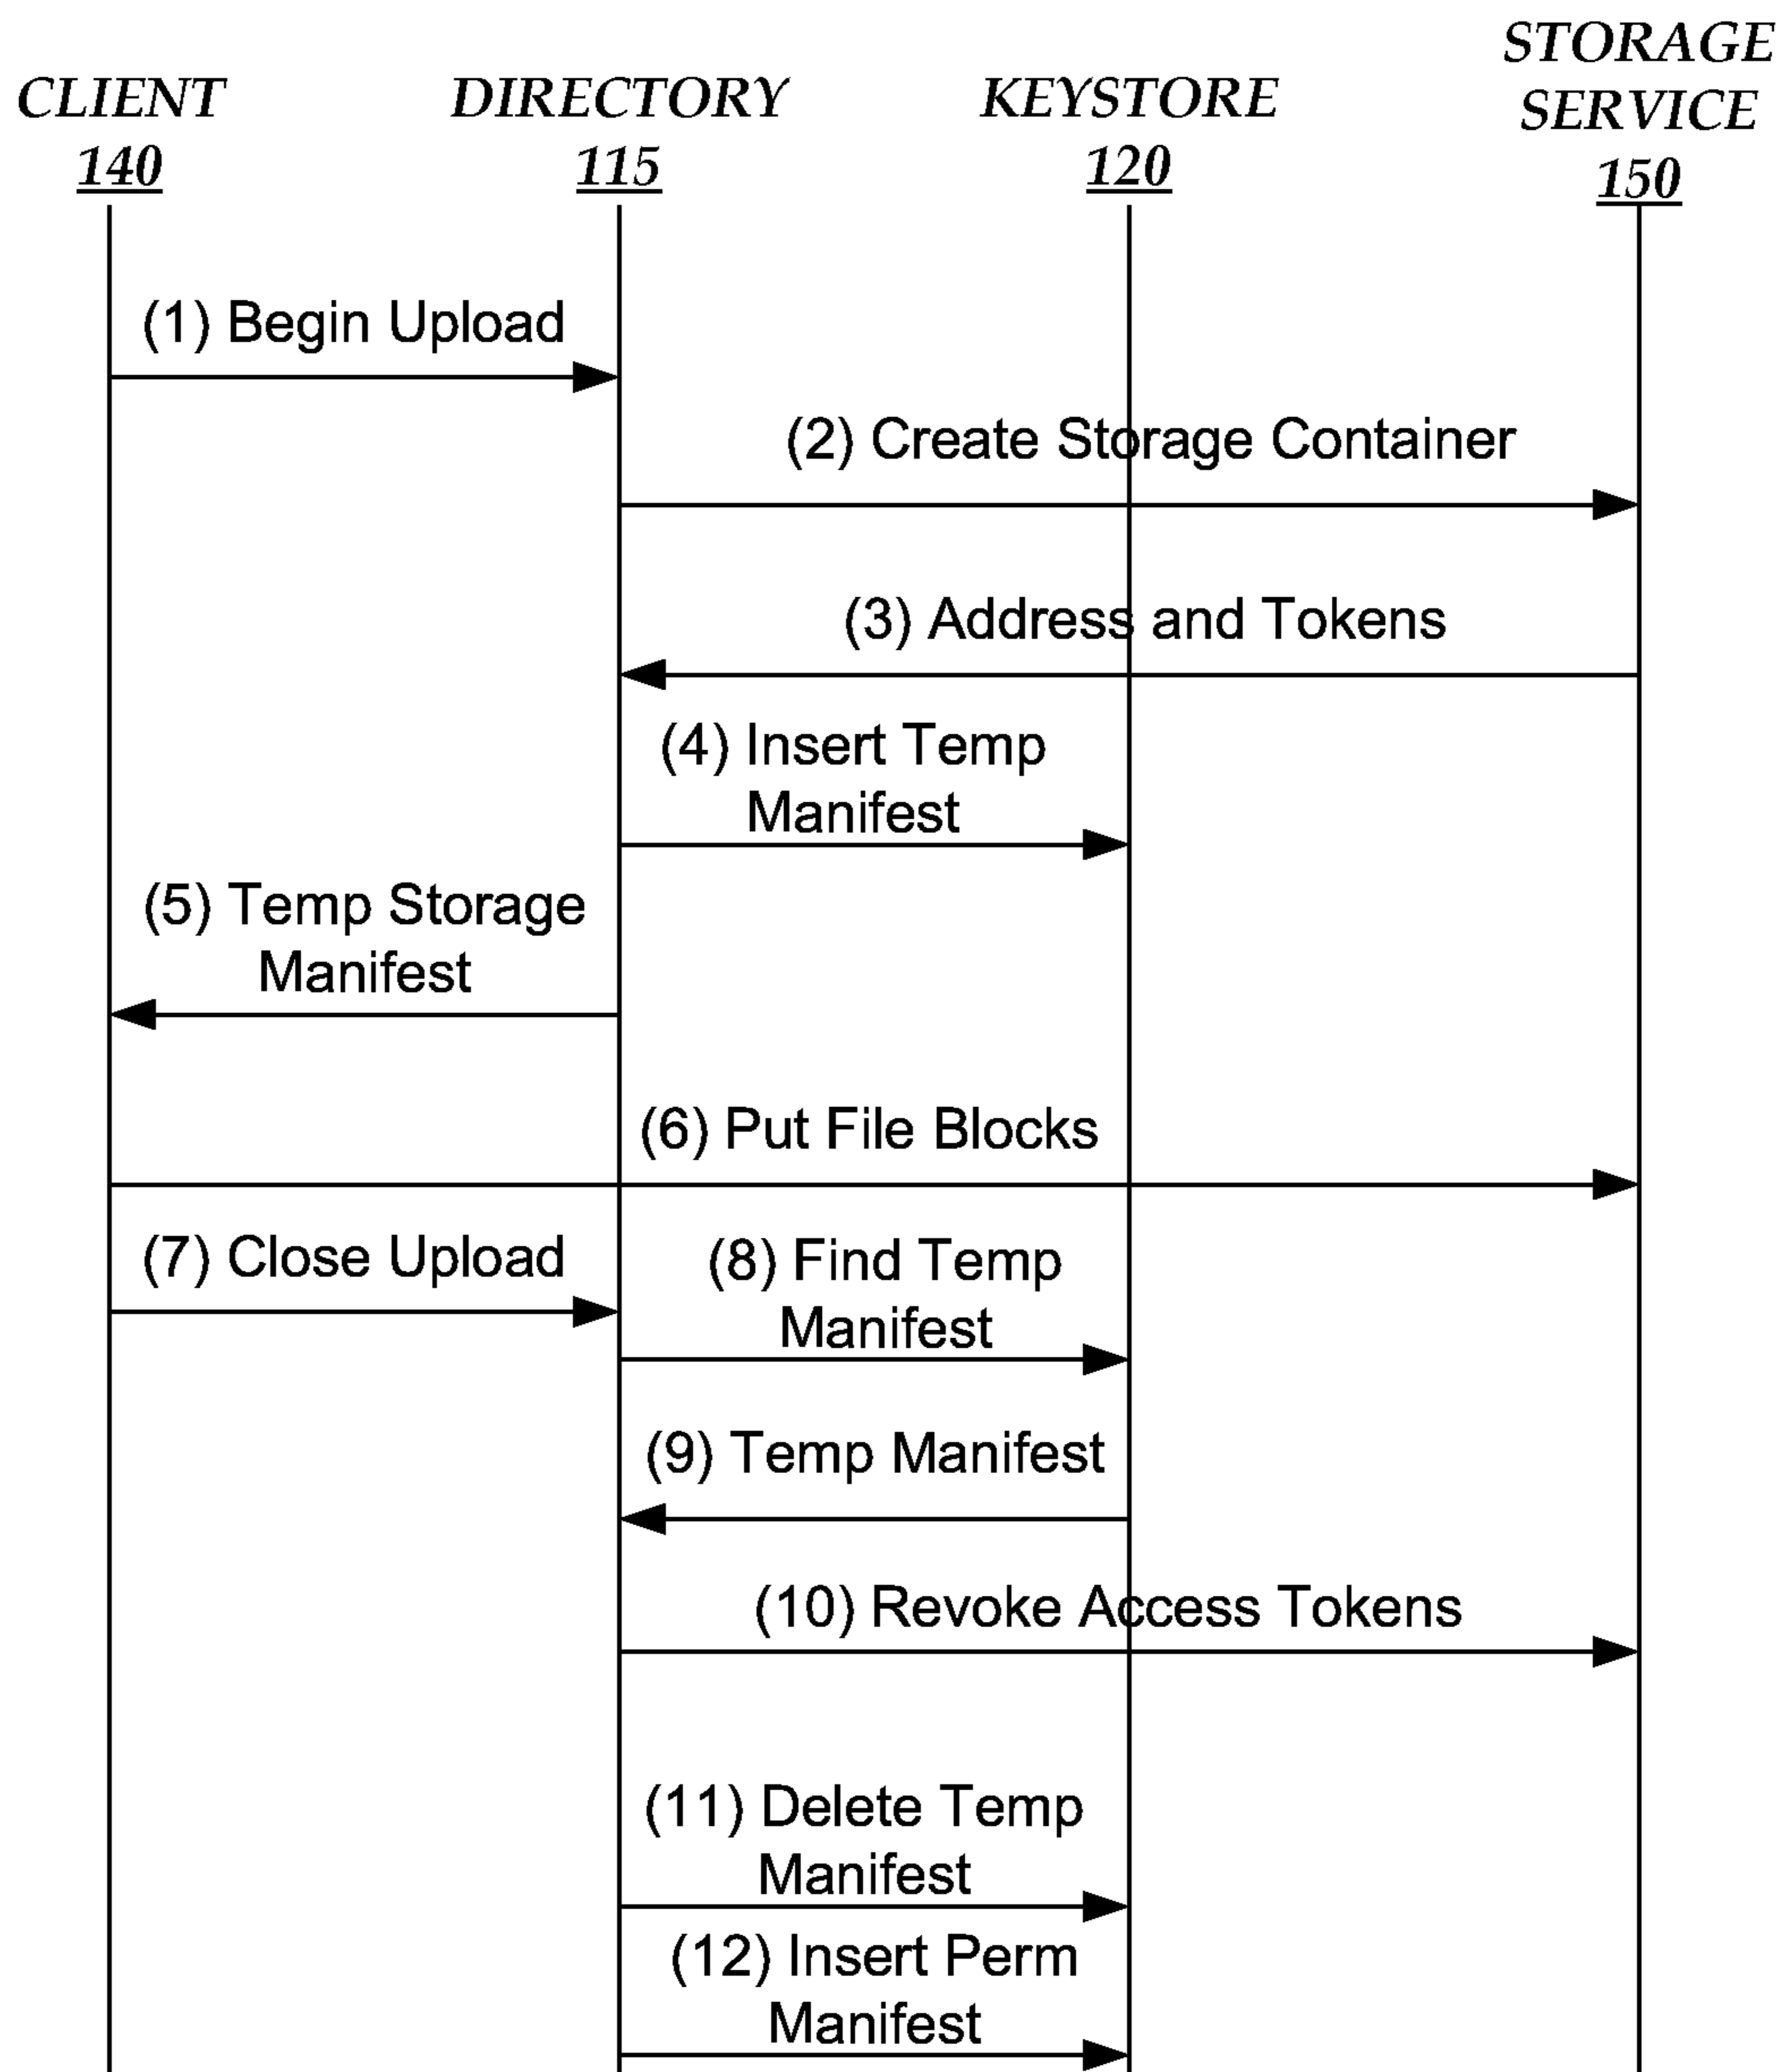 STORAGE
SERVICE
150
CLIENT
140
DIRECTORY
115
KEYSTORE
120
(1) Begin Upload
(2) Create Storage Container
(3) Address and Tokens
(4) Insert Temp
Manifest
(5) Temp Storage
Manifest
(6) Put File Blocks
(7) Close Upload
(8) Find Temp
Manifest
(9) Temp Manifest
(10) Revoke Access Tokens
(11) Delete Temp
Manifest
(12) Insert Perm
Manifest